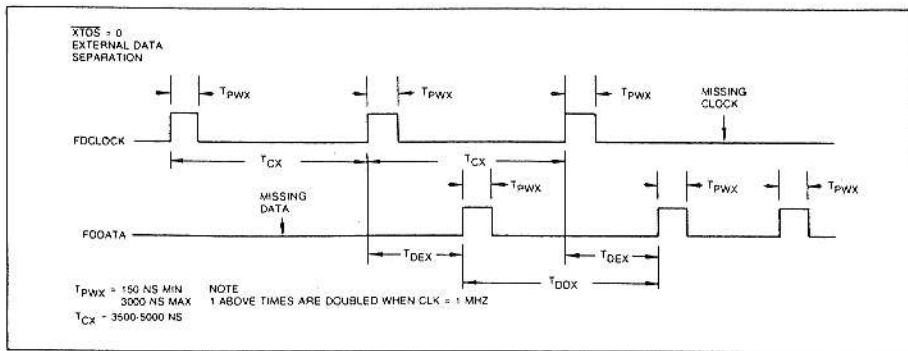 XTOS = 0
EXTERNAL DATA
SEPARATION
TPWX TPWX TPWX MISSING
CLOCK
FDCLOCK
TCX TCX
MISSING
DATA
TPWX TPWX TPWX
FDDATA
TDEX TDEX
TDDX
TPWX = 150 NS MIN NOTE
3000 NS MAX 1 ABOVE TIMES ARE DOUBLED WHEN CLK = 1 MHZ
TCX - 3500-5000 NS